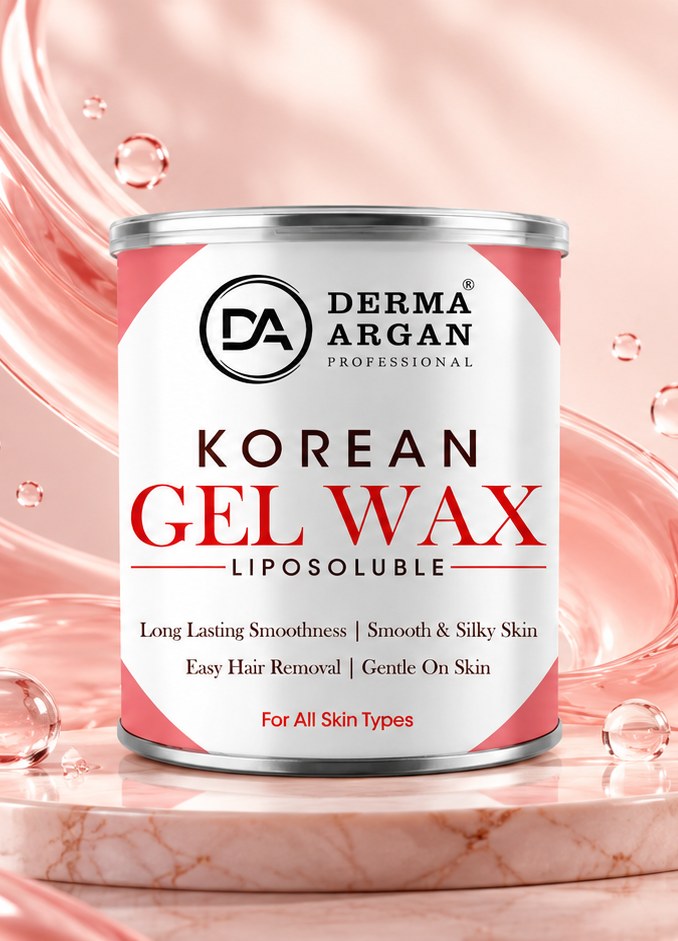 DA
DERMA
ARGAN®
PROFESSIONAL
KOREAN
GEL WAX
LIPOSOLUBLE
Long Lasting Smoothness | Smooth & Silky Skin
Easy Hair Removal | Gentle On Skin
For All Skin Types